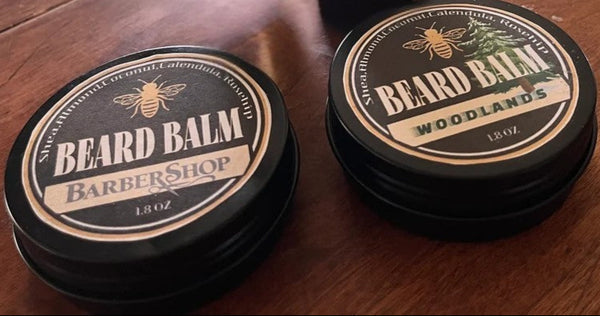 Shea,Almond,Coconut,Calendula, Rosehip
BEARD BALM
BARBERSHOP
1.8 OZ
Shea,Almond,Coconut,Calendula, Rosehip
BEARD BALM
WOODLANDS
1.8 OZ